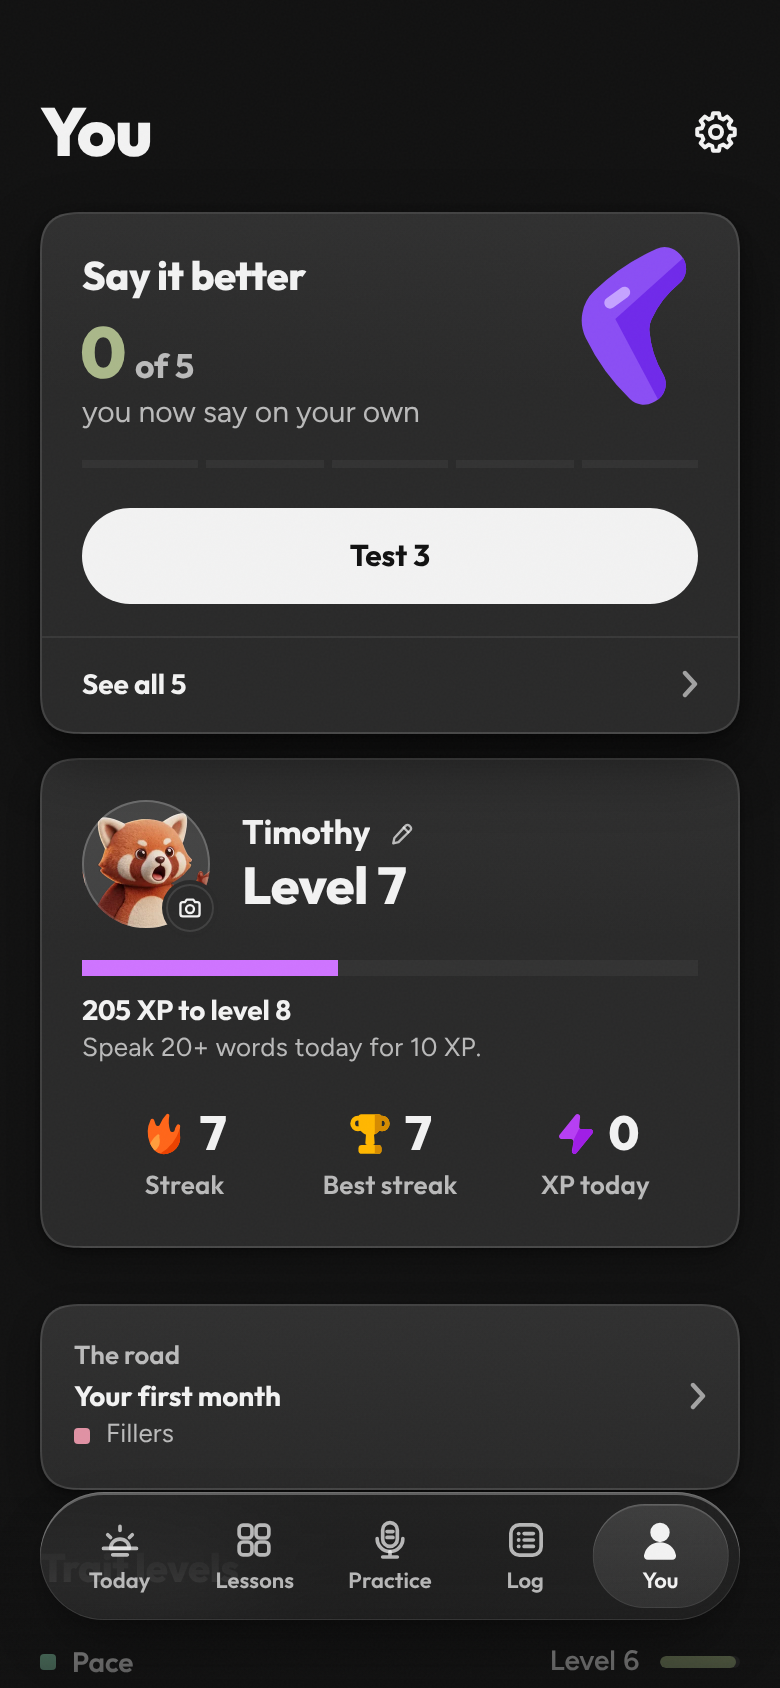 You
Say it better
0 of 5
you now say on your own
Test 3
See all 5
Timothy
Level 7
205 XP to level 8
Speak 20+ words today for 10 XP.
7
7
0
Streak
Best streak
XP today
The road
Your first month
Fillers
Trait levels
Today
Lessons
Practice
Log
You
Pace
Level 6